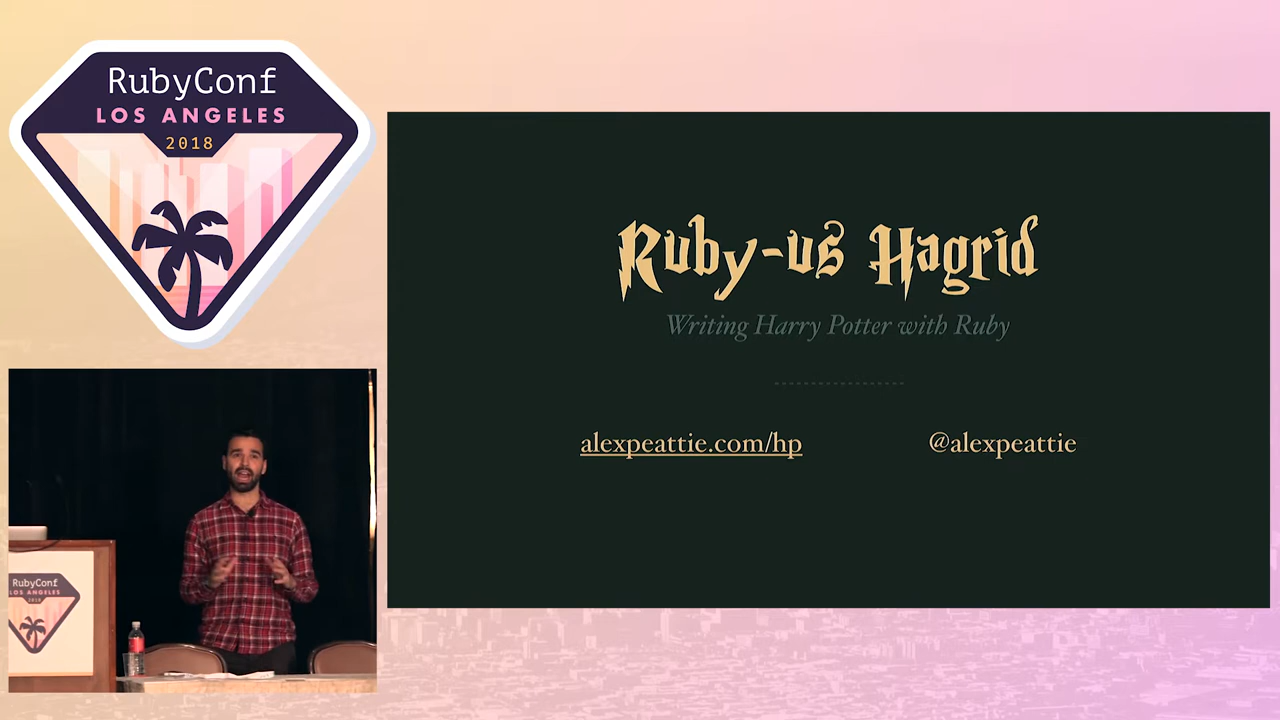 RubyConf
LOS ANGELES
2018
Ruby-us Hagrid
Writing Harry Potter with Ruby
alexpeattie.com/hp
@alexpeattie
RubyConf
LOS ANGELES
2018